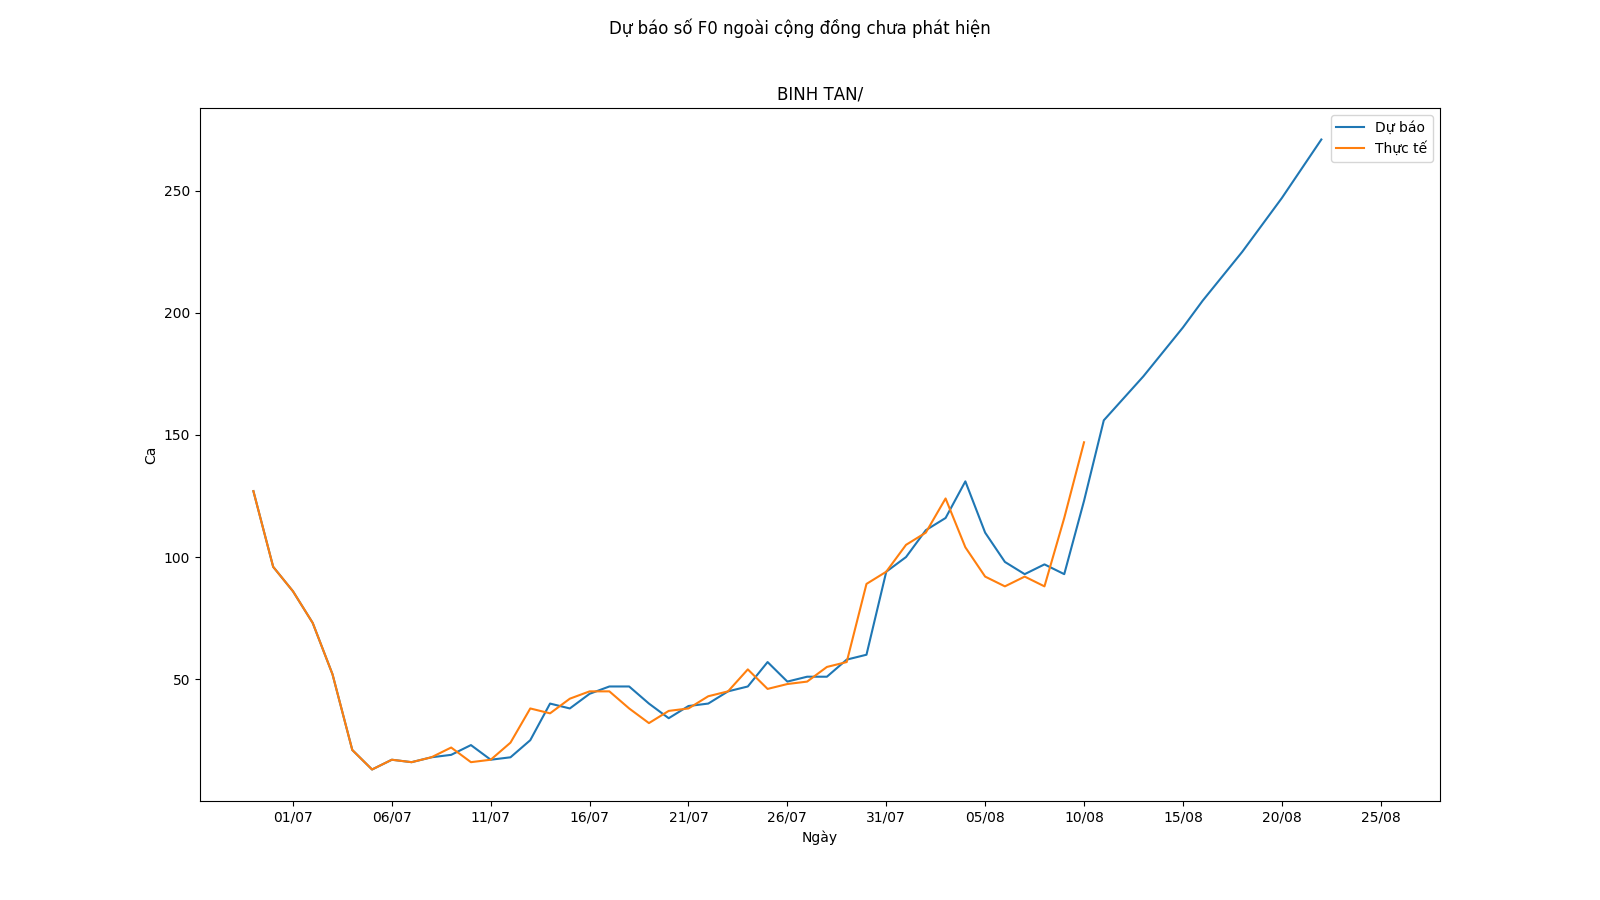 Dự báo số F0 ngoài cộng đồng chưa phát hiện
BINH TAN/
Dự báo
Thực tế
250
200
150
100
50
Ca
01/07 06/07 11/07 16/07 21/07 26/07 31/07 05/08 10/08 15/08 20/08 25/08
Ngày